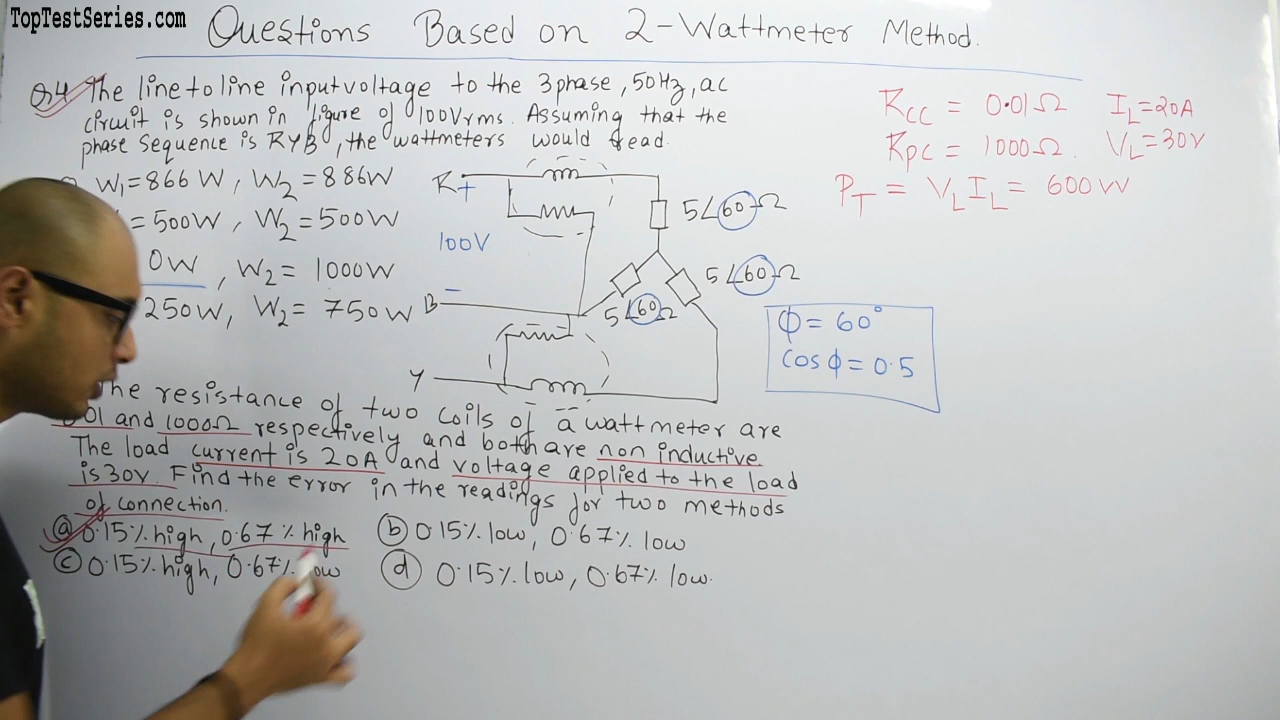 TopTestSeries.com
Questions Based on 2-Wattmeter Method.
Q4 The line to line input voltage to the 3 phase, 50Hz, ac
circuit is shown in figure of 100Vrms. Assuming that the
phase sequence is RYB, the wattmeters would read.
W1=866 W, W2=886W
=500W, W2=500W
0W, W2= 1000W
250W, W2= 750W
R +
100V
−
B
Y
5∠60 Ω
5∠60 Ω
5∠60 Ω
Rcc = 0.01Ω IL=20A
Rpc = 1000Ω. VL=30V
PT = VL IL = 600W
ϕ= 60°
cosϕ= 0.5
The resistance of two coils of a wattmeter are
0.01 and 1000Ω respectively and both are non inductive
The load current is 20A and voltage applied to the load
is 30v. Find the error in the readings for two methods
of connection.
(a) 0.15% high, 0.67% high (b) 0.15% low, 0.67% low
(c) 0.15% high, 0.67% low (d) 0.15% low, 0.67% low.